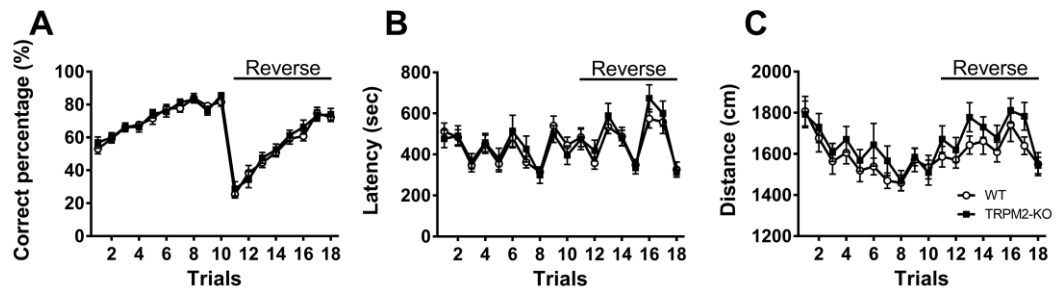 A
Correct percentage (%)
100
80
60
40
20
0
Reverse
2 4 6 8 10 12 14 16 18
Trials
B
Latency (sec)
800
600
400
200
0
Reverse
2 4 6 8 10 12 14 16 18
Trials
C
Distance (cm)
2000
1800
1600
1400
1200
Reverse
WT
TRPM2-KO
2 4 6 8 10 12 14 16 18
Trials